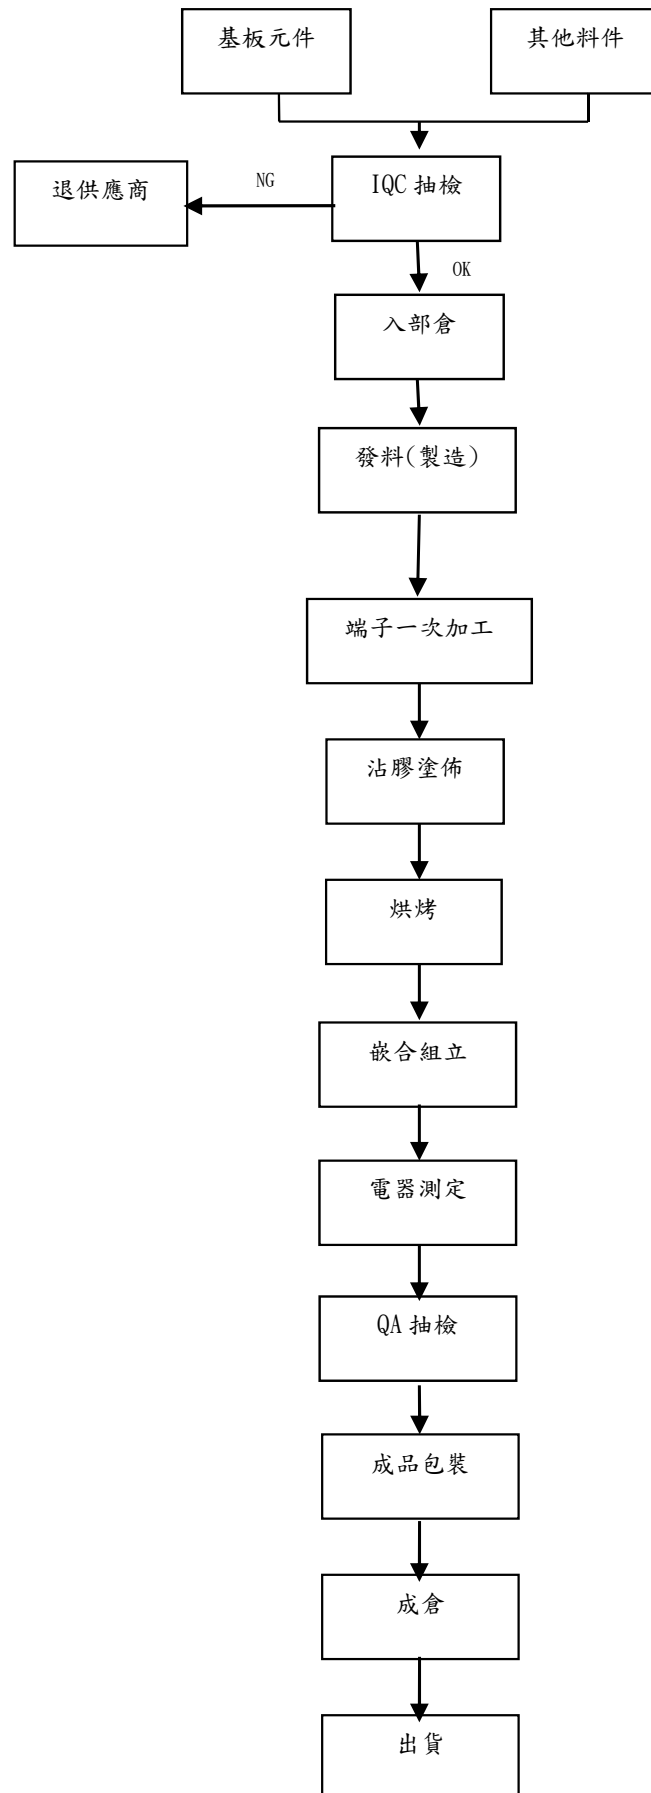 基板元件
其他料件
退供應商
NG
IQC 抽檢
OK
入部倉
發料(製造)
端子一次加工
沾膠塗佈
烘烤
嵌合組立
電器測定
QA 抽檢
成品包裝
成倉
出貨